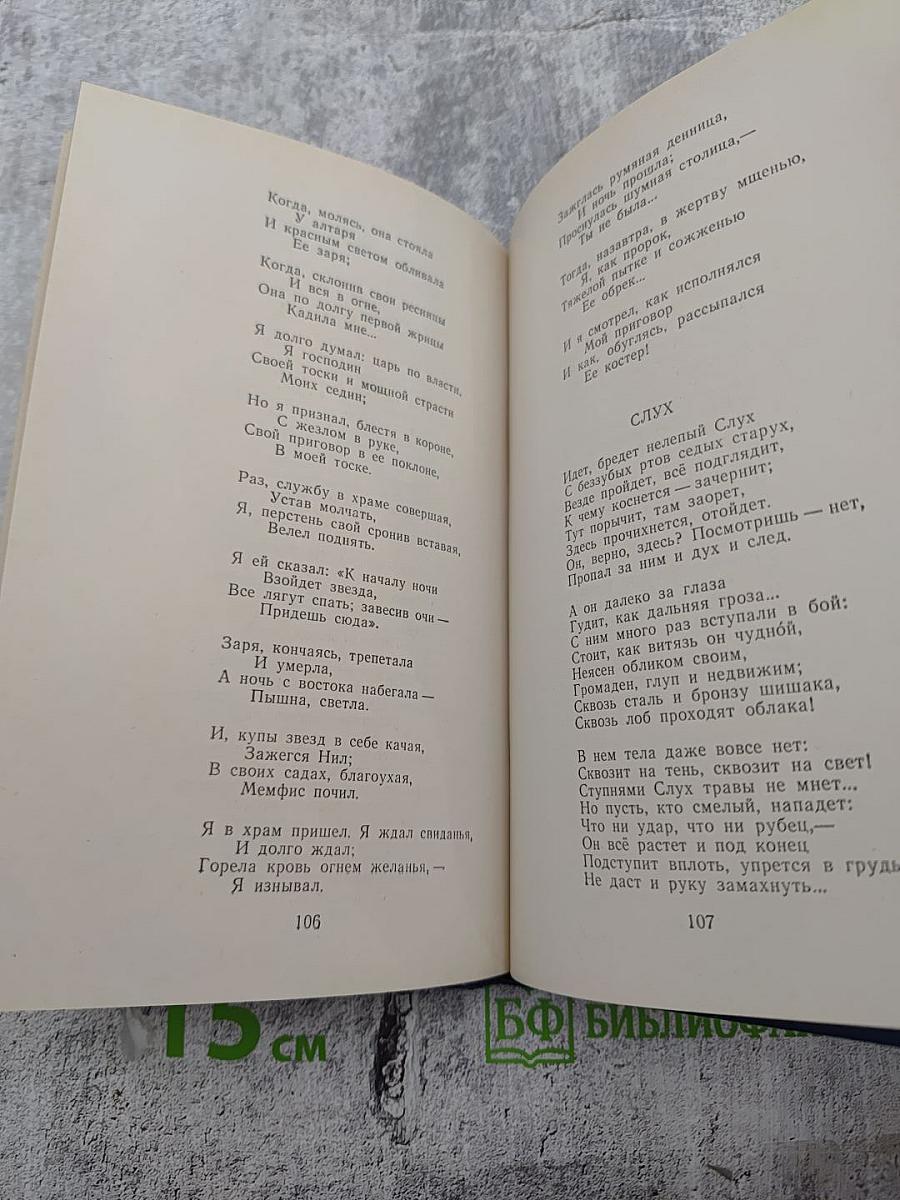 Когда, молясь, она стояла
У алтаря
И красным светом обливала
Ее заря;
Когда, склонив свои ресницы
И вся в огне,
Она по долгу первой жрицы
Кадила мне...
Я долго думал: царь по власти,
Я господин
Своей тоски и мощной страсти
Моих седин;
Но я признал, блестя в короне,
С жезлом в руке,
Свой приговор в ее поклоне,
В моей тоске.
Раз, службу в храме совершая,
Устав молчать,
Я, перстень свой сронив вставая,
Велел поднять.
Я ей сказал: «К началу ночи
Взойдет звезда,
Все лягут спать; завесив очи —
Придешь сюда».
Заря, кончаясь, трепетала
И умерла,
А ночь с востока набегала —
Пышна, светла.
И, купы звезд в себе качая,
Зажегся Нил;
В своих садах, благоухая,
Мемфис почил.
Я в храм пришел. Я ждал свиданья,
И долго ждал;
Горела кровь огнем желанья,—
Я изнывал.
106
Зажглась румяная денница,
И ночь прошла;
Проснулась шумная столица,—
Ты не была...
Тогда, назавтра, в жертву мщенью,
Я, как пророк,
Тяжелой пытке и сожженью
Ее обрек...
И я смотрел, как исполнялся
Мой приговор
И как, обуглясь, рассыпался
Ее костер!
СЛУХ
Идет, бредет нелепый Слух
С беззубых ртов седых старух,
Везде пройдет, всё подглядит,
К чему коснется — зачернит;
Тут порычит, там заорет,
Здесь прочихнется, отойдет.
Он, верно, здесь? Посмотришь — нет,
Пропал за ним и дух и след.
А он далеко за глаза
Гудит, как дальняя гроза...
С ним много раз вступали в бой:
Стоит, как витязь он чудно́й,
Неясен обликом своим,
Громаден, глуп и недвижим;
Сквозь сталь и бронзу шишака,
Сквозь лоб проходят облака!
В нем тела даже вовсе нет:
Сквозит на тень, сквозит на свет!
Ступнями Слух травы не мнет...
Но пусть, кто смелый, нападет:
Что ни удар, что ни рубец,—
Он всё растет и под конец
Подступит вплоть, упрется в грудь
Не даст и руку замахнуть...
107
15 см
БФ